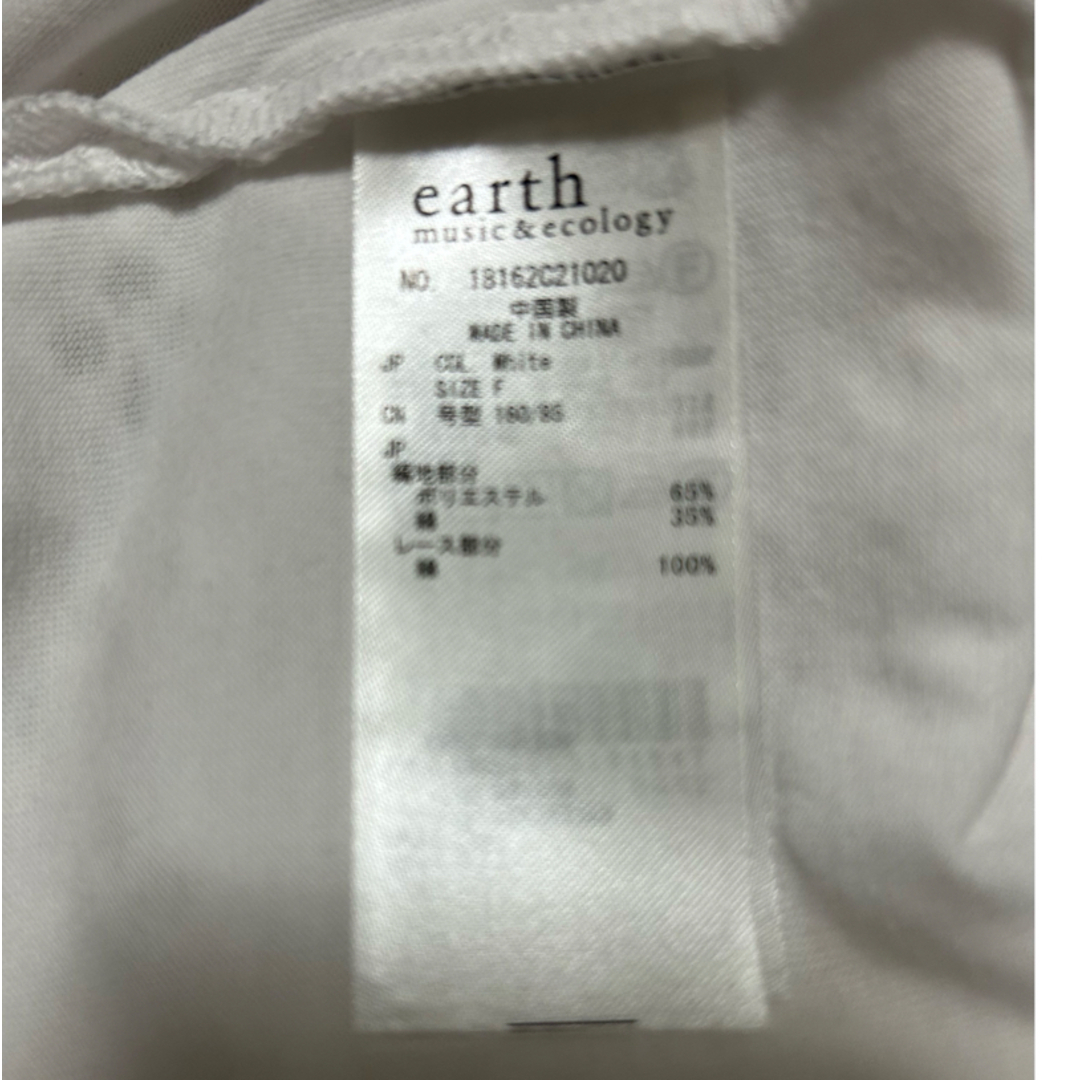 earth
music&ecology
NO. 18162C21020
中国製
MADE IN CHINA
JP COL White
SIZE F
CN 号型 160/85
JP
編地部分
ポリエステル 65%
綿 35%
レース部分
綿 100%